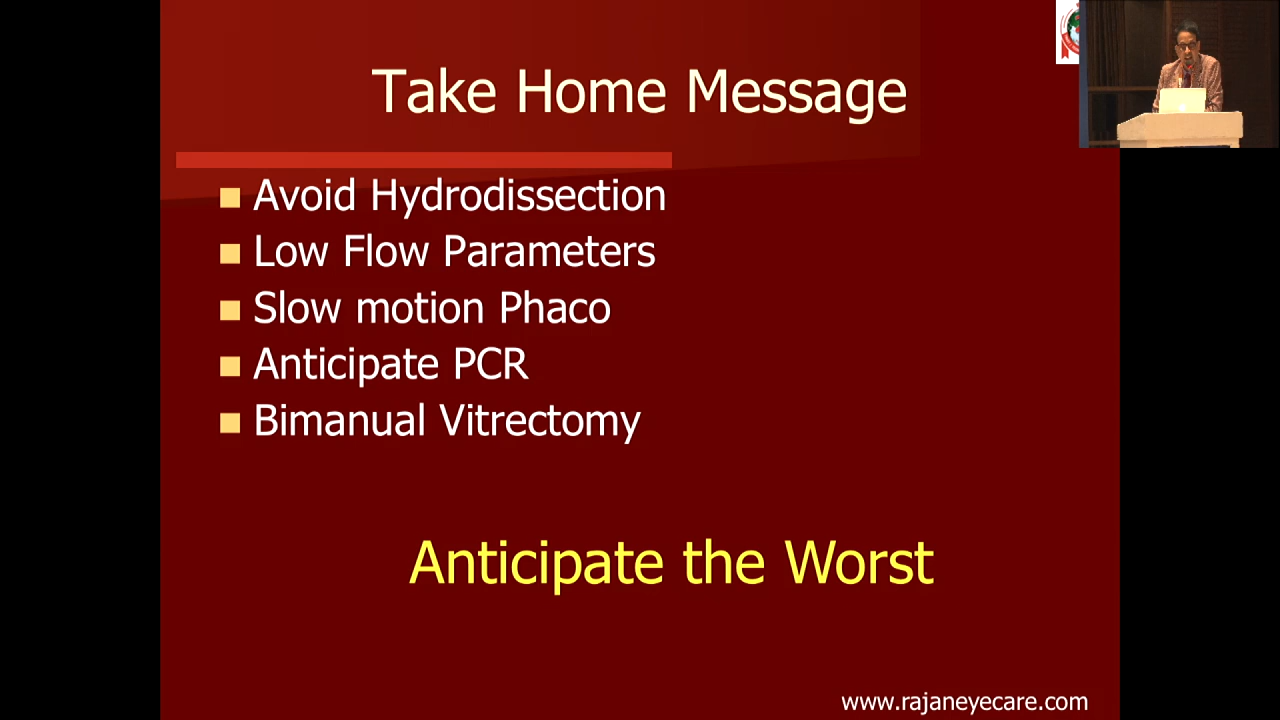 Take Home Message
Avoid Hydrodissection
Low Flow Parameters
Slow motion Phaco
Anticipate PCR
Bimanual Vitrectomy
Anticipate the Worst
www.rajaneyecare.com